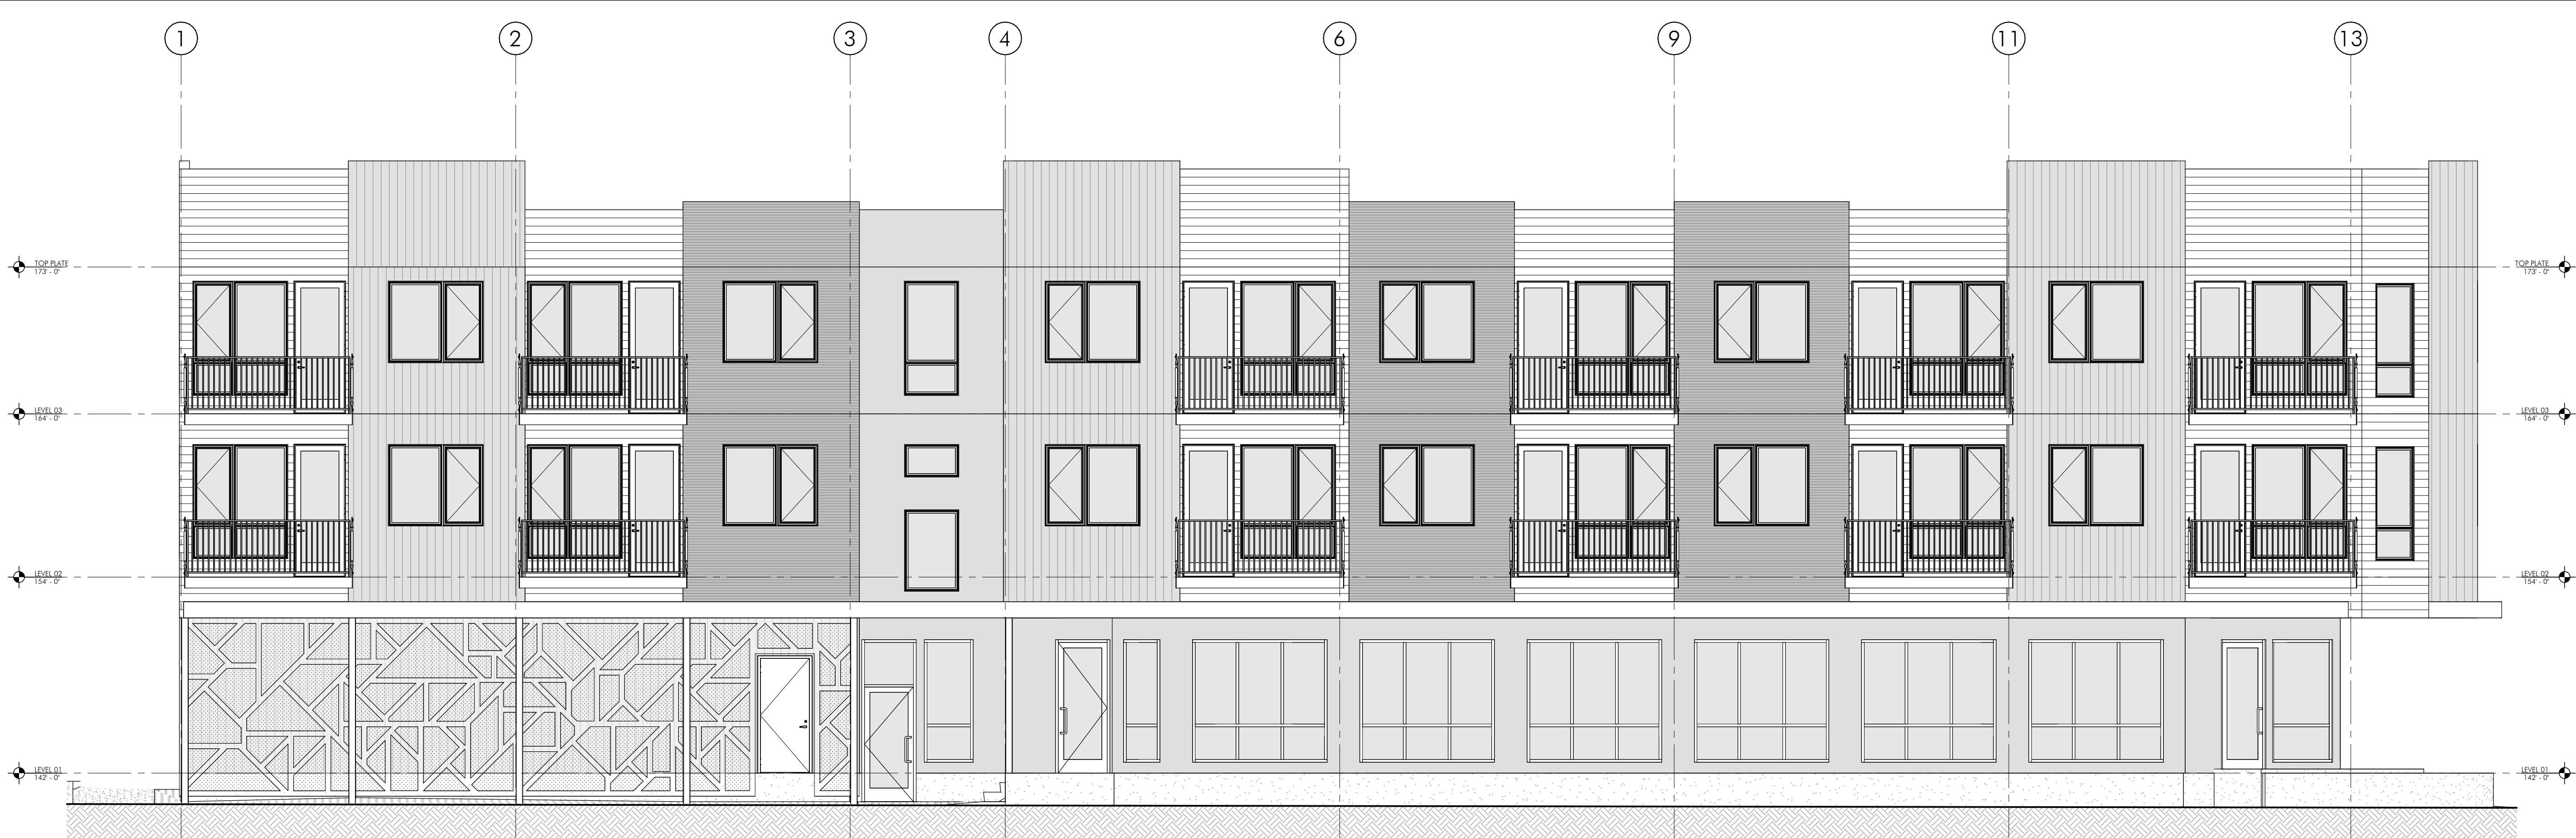 1 2 3 4 6 9 11 13
TOP PLATE
173' - 0"
TOP PLATE
173' - 0"
LEVEL 03
164' - 0"
LEVEL 03
164' - 0"
LEVEL 02
154' - 0"
LEVEL 02
154' - 0"
LEVEL 01
142' - 0"
LEVEL 01
142' - 0"